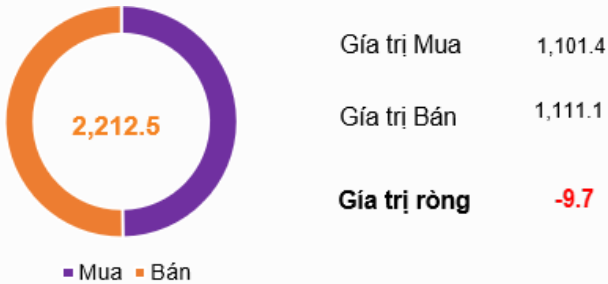 2,212.5
Mua Bán
Gía trị Mua 1,101.4
Gía trị Bán 1,111.1
Gía trị ròng -9.7